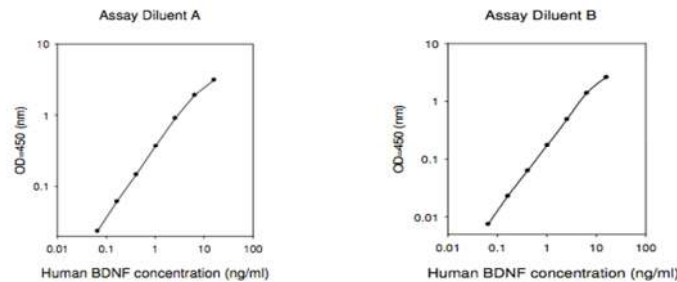 Assay Diluent A
10
1
0.1
0.01
0.1
1
10
100
OD=450 (nm)
Human BDNF concentration (ng/ml)
Assay Diluent B
10
1
0.1
0.01
0.01
0.1
1
10
100
OD=450 (nm)
Human BDNF concentration (ng/ml)